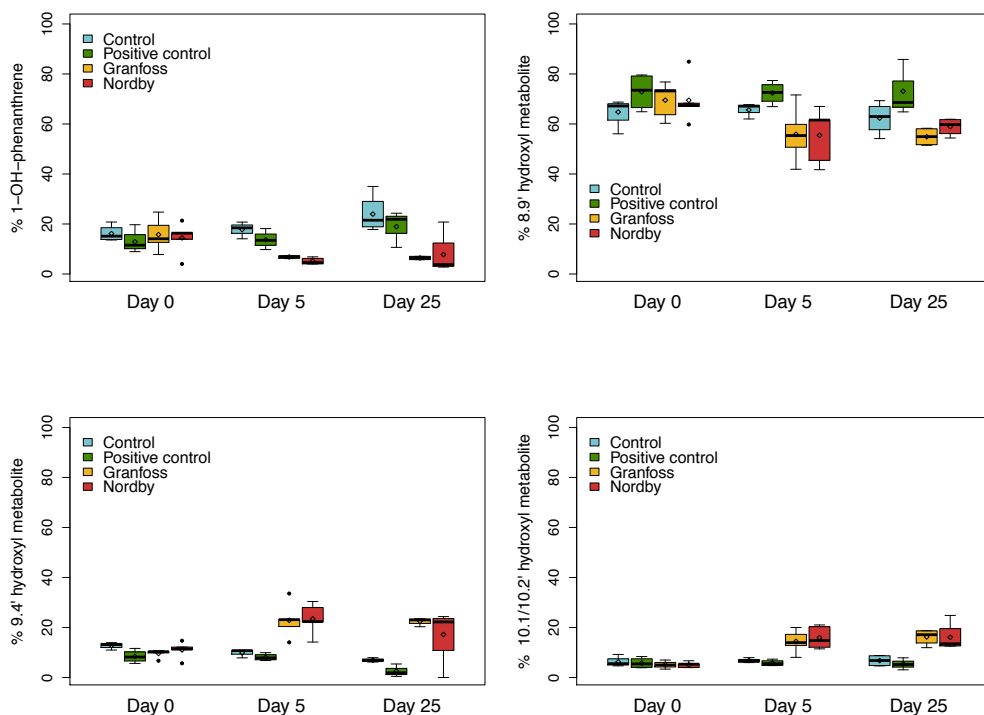 % 1−OH−phenanthrene
100
80
60
40
20
0
Control
Positive control
Granfoss
Nordby
Day 0 Day 5 Day 25
% 8.9' hydroxyl metabolite
100
80
60
40
20
0
Control
Positive control
Granfoss
Nordby
Day 0 Day 5 Day 25
% 9.4' hydroxyl metabolite
100
80
60
40
20
0
Control
Positive control
Granfoss
Nordby
Day 0 Day 5 Day 25
% 10.1/10.2' hydroxyl metabolite
100
80
60
40
20
0
Control
Positive control
Granfoss
Nordby
Day 0 Day 5 Day 25